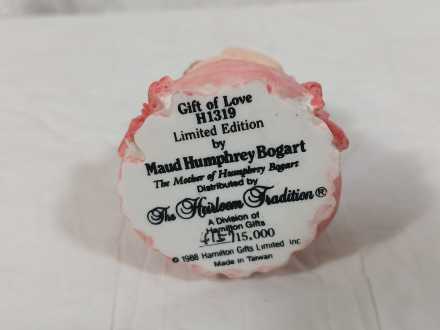 Gift of Love
H1319
Limited Edition
by
Maud Humphrey Bogart
The Mother of Humphrey Bogart
Distributed by
The Heirloom Tradition®
A Division of
Hamilton Gifts
15,000
© 1988 Hamilton Gifts Limited Inc
Made in Taiwan